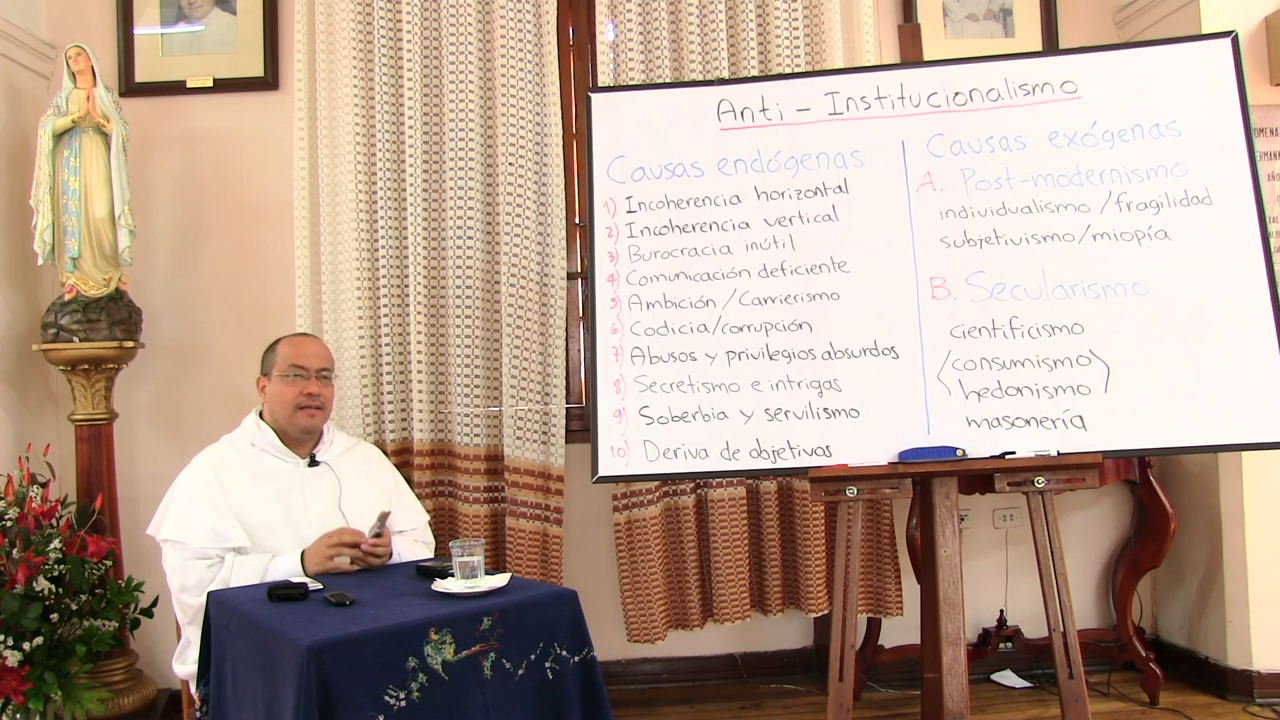 Anti - Institucionalismo
Causas endógenas
1) Incoherencia horizontal
2) Incoherencia vertical
3) Burocracia inútil
4) Comunicación deficiente
5) Ambición / Carrierismo
6) Codicia/corrupción
7) Abusos y privilegios absurdos
8) Secretismo e intrigas
9) Soberbia y servilismo
10) Deriva de objetivos
Causas exógenas
A. Post-modernismo
individualismo / fragilidad
subjetivismo/miopía
B. Secularismo
cientificismo
consumismo
hedonismo
masonería